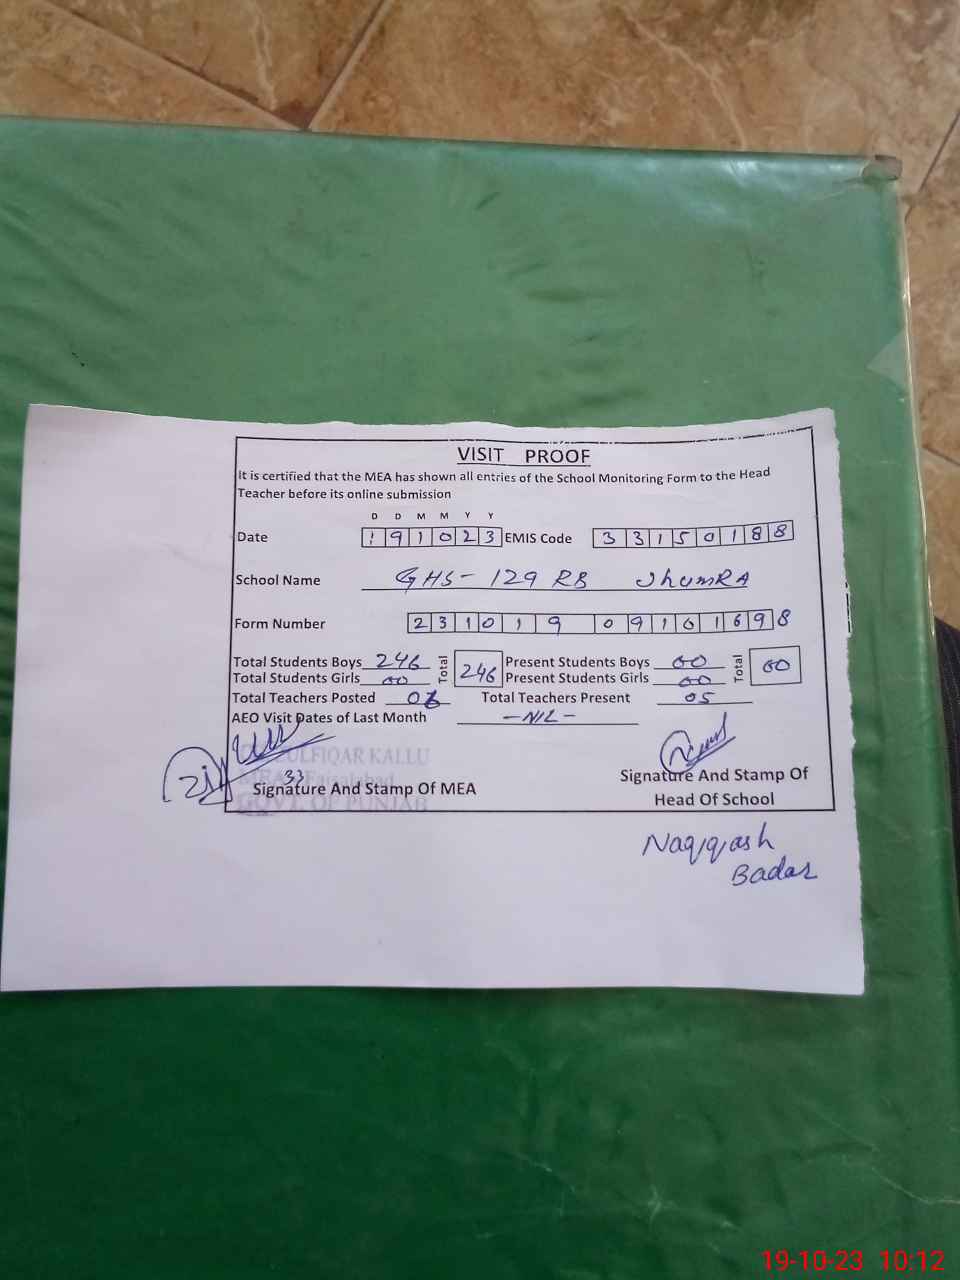 VISIT PROOF
It is certified that the MEA has shown all entries of the School Monitoring Form to the Head
Teacher before its online submission
D D M M Y Y
Date 191023 EMIS Code 33150188
School Name GHS- 129 RB JhumRA
Form Number 231019 09101698
Total Students Boys 246 Total 246 Present Students Boys 00 Total 00
Total Students Girls 00 Present Students Girls 00
Total Teachers Posted 06 Total Teachers Present 05
AEO Visit Dates of Last Month -NIL-
ZULFIQAR KALLU
MEA Faisalabad
33
Signature And Stamp Of MEA
GOVT. OF PUNJAB
Signature And Stamp Of
Head Of School
Naqqash
Badar
19-10-23 10:12